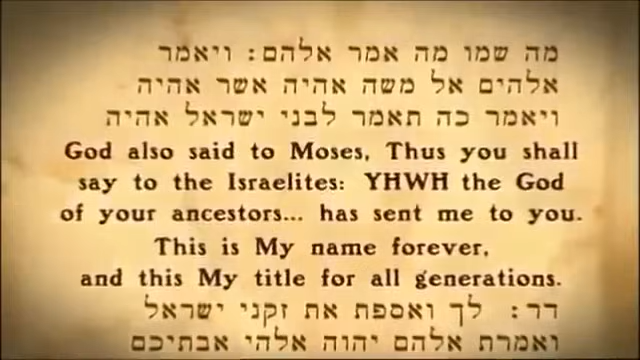 מה שמו מה אמר אלהם: ויאמר
אלהים אל משה אהיה אשר אהיה
ויאמר כה תאמר לבני ישראל אהיה
God also said to Moses, Thus you shall
say to the Israelites: YHWH the God
of your ancestors... has sent me to you.
This is My name forever,
and this My title for all generations.
דר: לך ואספת את זקני ישראל
ואמרת אלהם יהוה אלהי אבתיכם